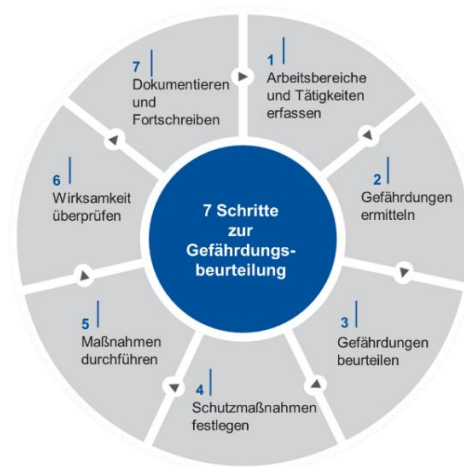 7 Schritte
zur
Gefährdungs-
beurteilung
1
Arbeitsbereiche
und Tätigkeiten
erfassen
2
Gefährdungen
ermitteln
3
Gefährdungen
beurteilen
4
Schutzmaßnahmen
festlegen
5
Maßnahmen
durchführen
6
Wirksamkeit
überprüfen
7
Dokumentieren
und
Fortschreiben